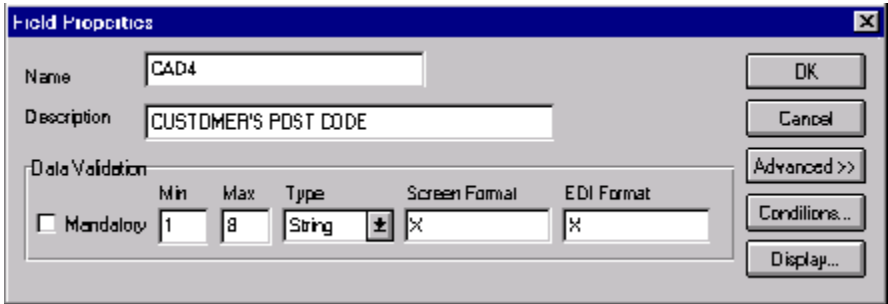 Field Properties
Name CAD4 OK
Description CUSTOMER'S POST CODE Cancel
Data Validation Advanced >>
Min Max Type Screen Format EDI Format
Mandatory 1 8 String X X Conditions...
Display...